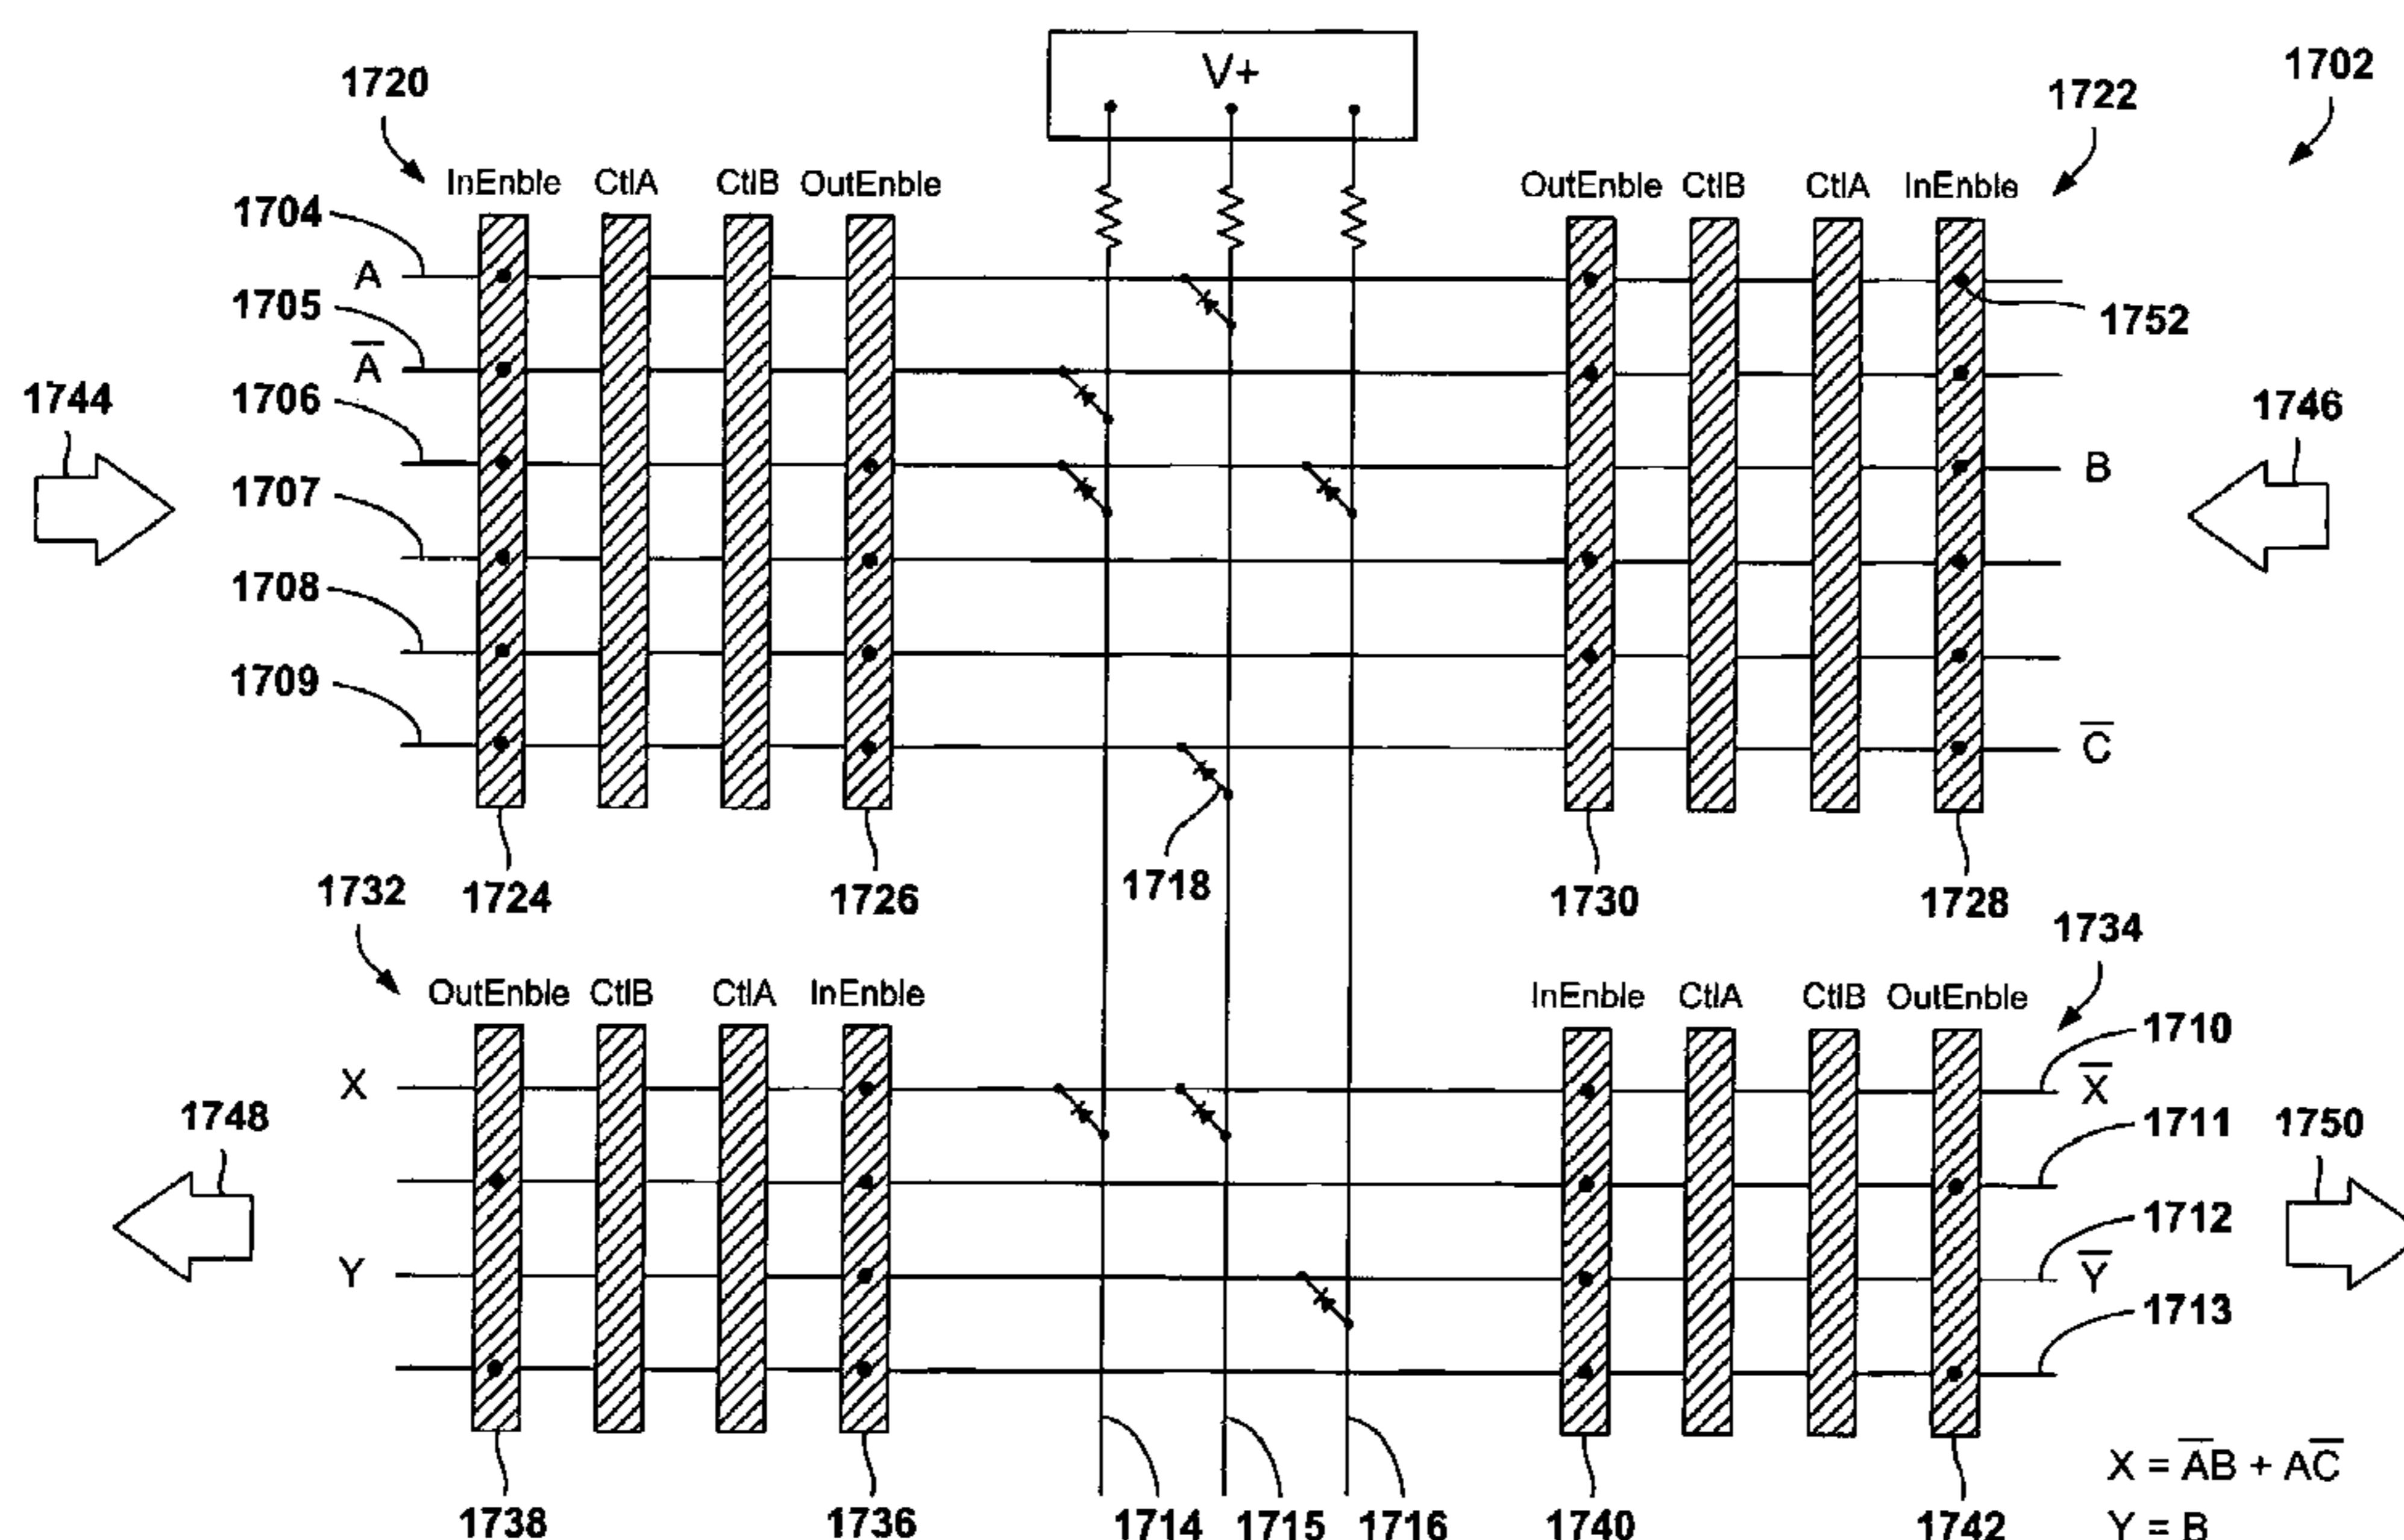 V+
1702
1720
1722
InEnble CtlA CtlB OutEnble
OutEnble CtlB CtlA InEnble
1704
A
1705
A̅
1752
1744
1706
B
1746
1707
1708
1709
C̅
1718
1724
1726
1730
1728
1732
1734
OutEnble CtlB CtlA InEnble
InEnble CtlA CtlB OutEnble
X
X̅
1710
1748
1711
1750
Y
Y̅
1712
1713
X = A̅B + AC̅
Y = B
1738
1736
1714 1715 1716
1740
1742